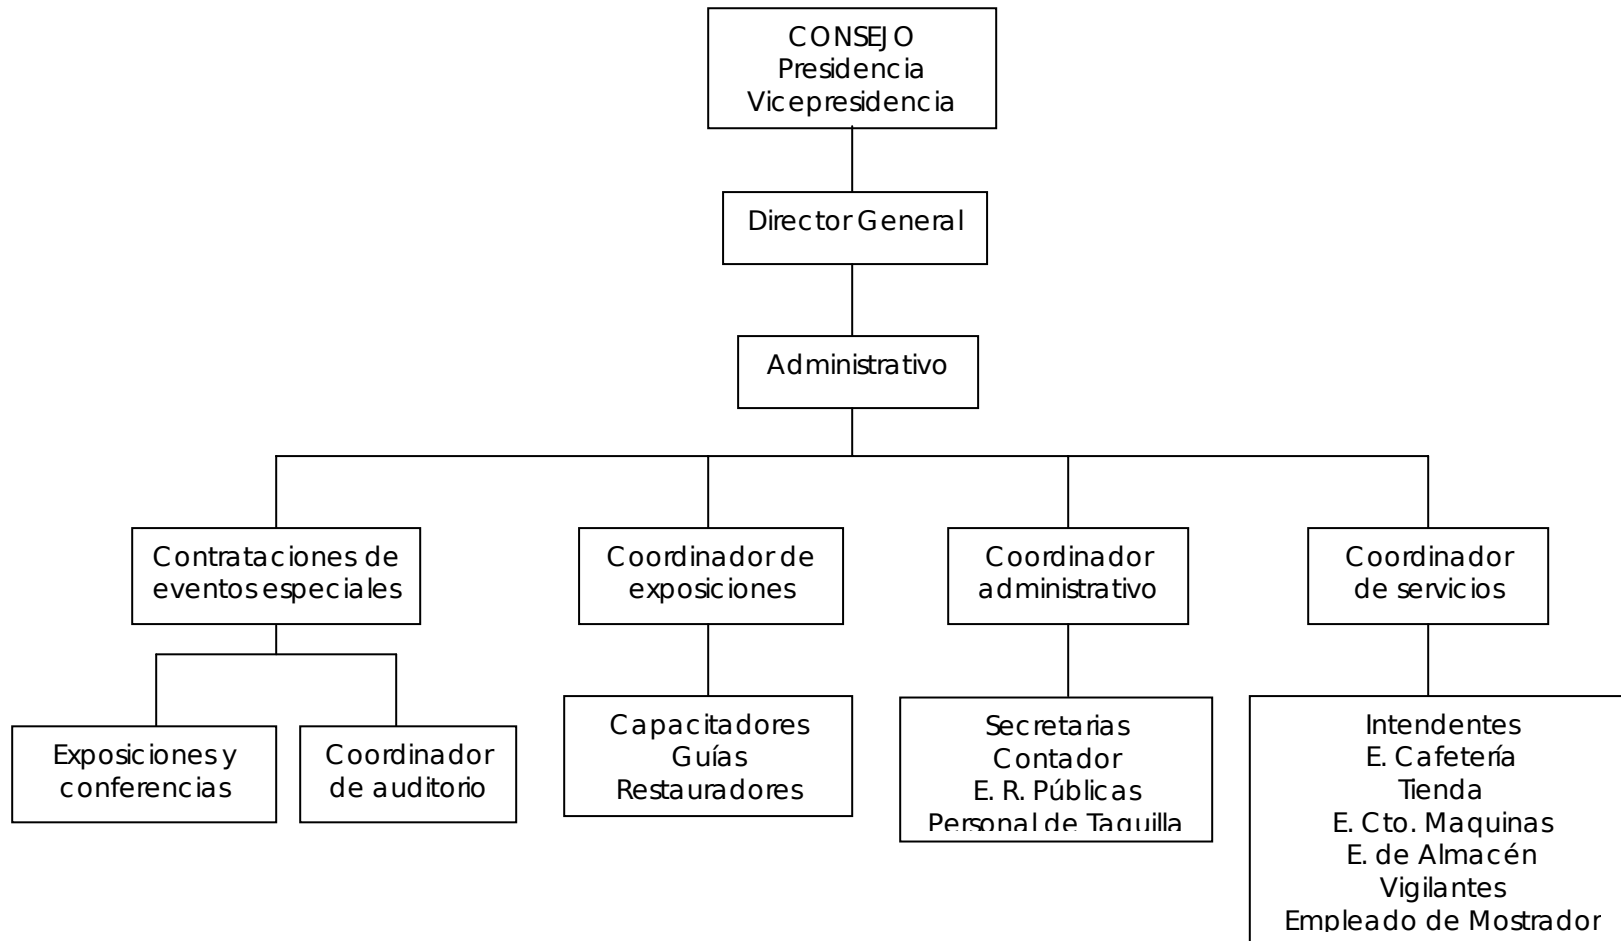 CONSEJO
Presidencia
Vicepresidencia
Director General
Administrativo
Contrataciones de
eventos especiales
Coordinador de
exposiciones
Coordinador
administrativo
Coordinador
de servicios
Exposiciones y
conferencias
Coordinador
de auditorio
Capacitadores
Guías
Restauradores
Secretarias
Contador
E. R. Públicas
Personal de Taquilla
Intendentes
E. Cafetería
Tienda
E. Cto. Maquinas
E. de Almacén
Vigilantes
Empleado de Mostrador